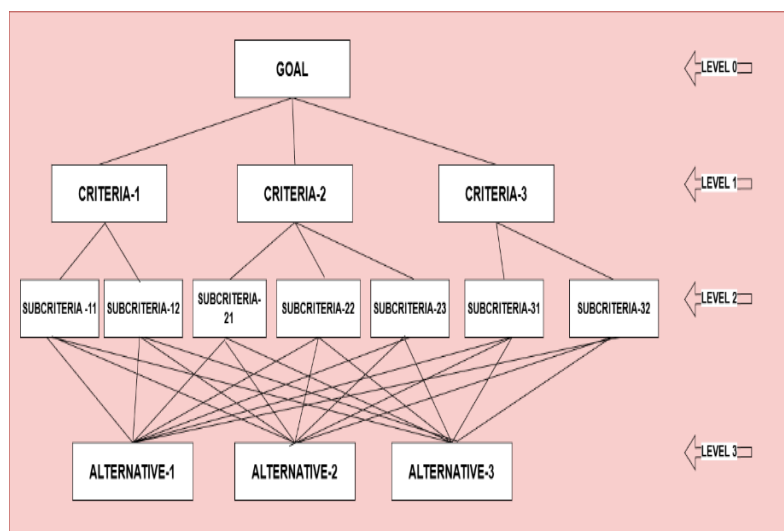 GOAL
LEVEL 0
CRITERIA-1
CRITERIA-2
CRITERIA-3
LEVEL 1
SUBCRITERIA -11
SUBCRITERIA-12
SUBCRITERIA-
21
SUBCRITERIA-22
SUBCRITERIA-23
SUBCRITERIA-31
SUBCRITERIA-32
LEVEL 2
ALTERNATIVE-1
ALTERNATIVE-2
ALTERNATIVE-3
LEVEL 3